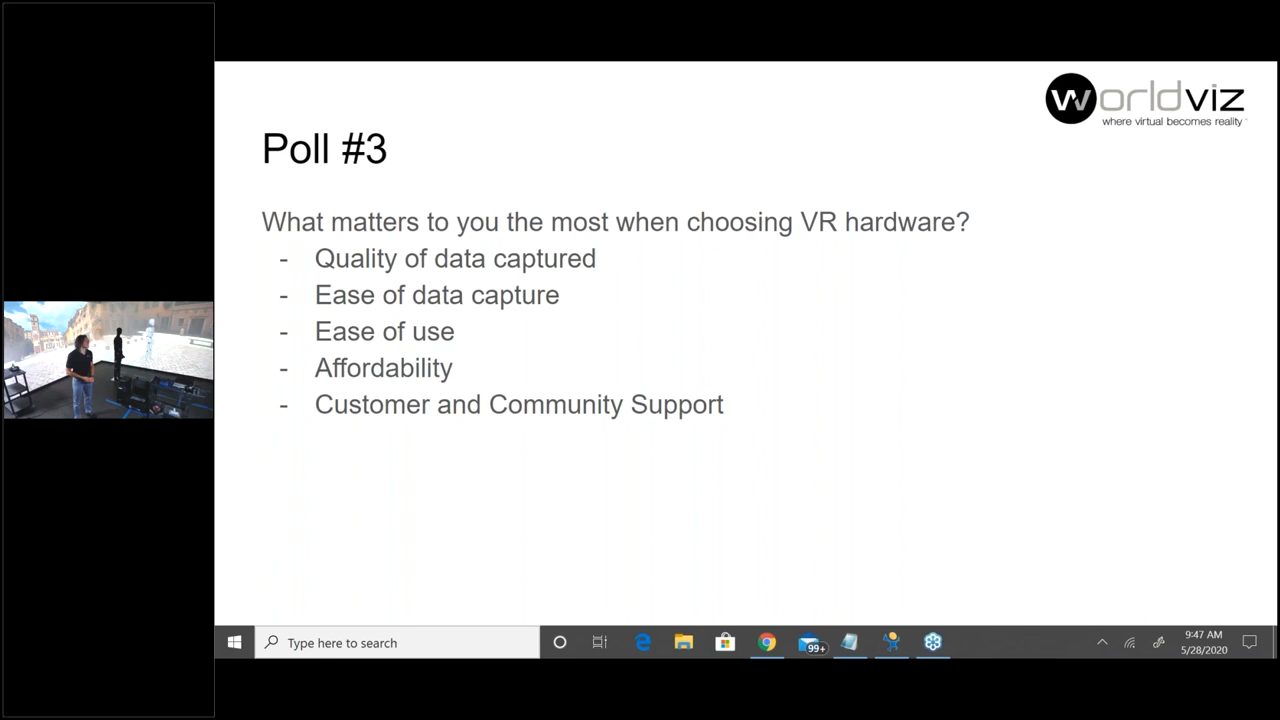 worldviz
where virtual becomes reality
Poll #3
What matters to you the most when choosing VR hardware?
- Quality of data captured
- Ease of data capture
- Ease of use
- Affordability
- Customer and Community Support
Type here to search
99+
9:47 AM
5/28/2020